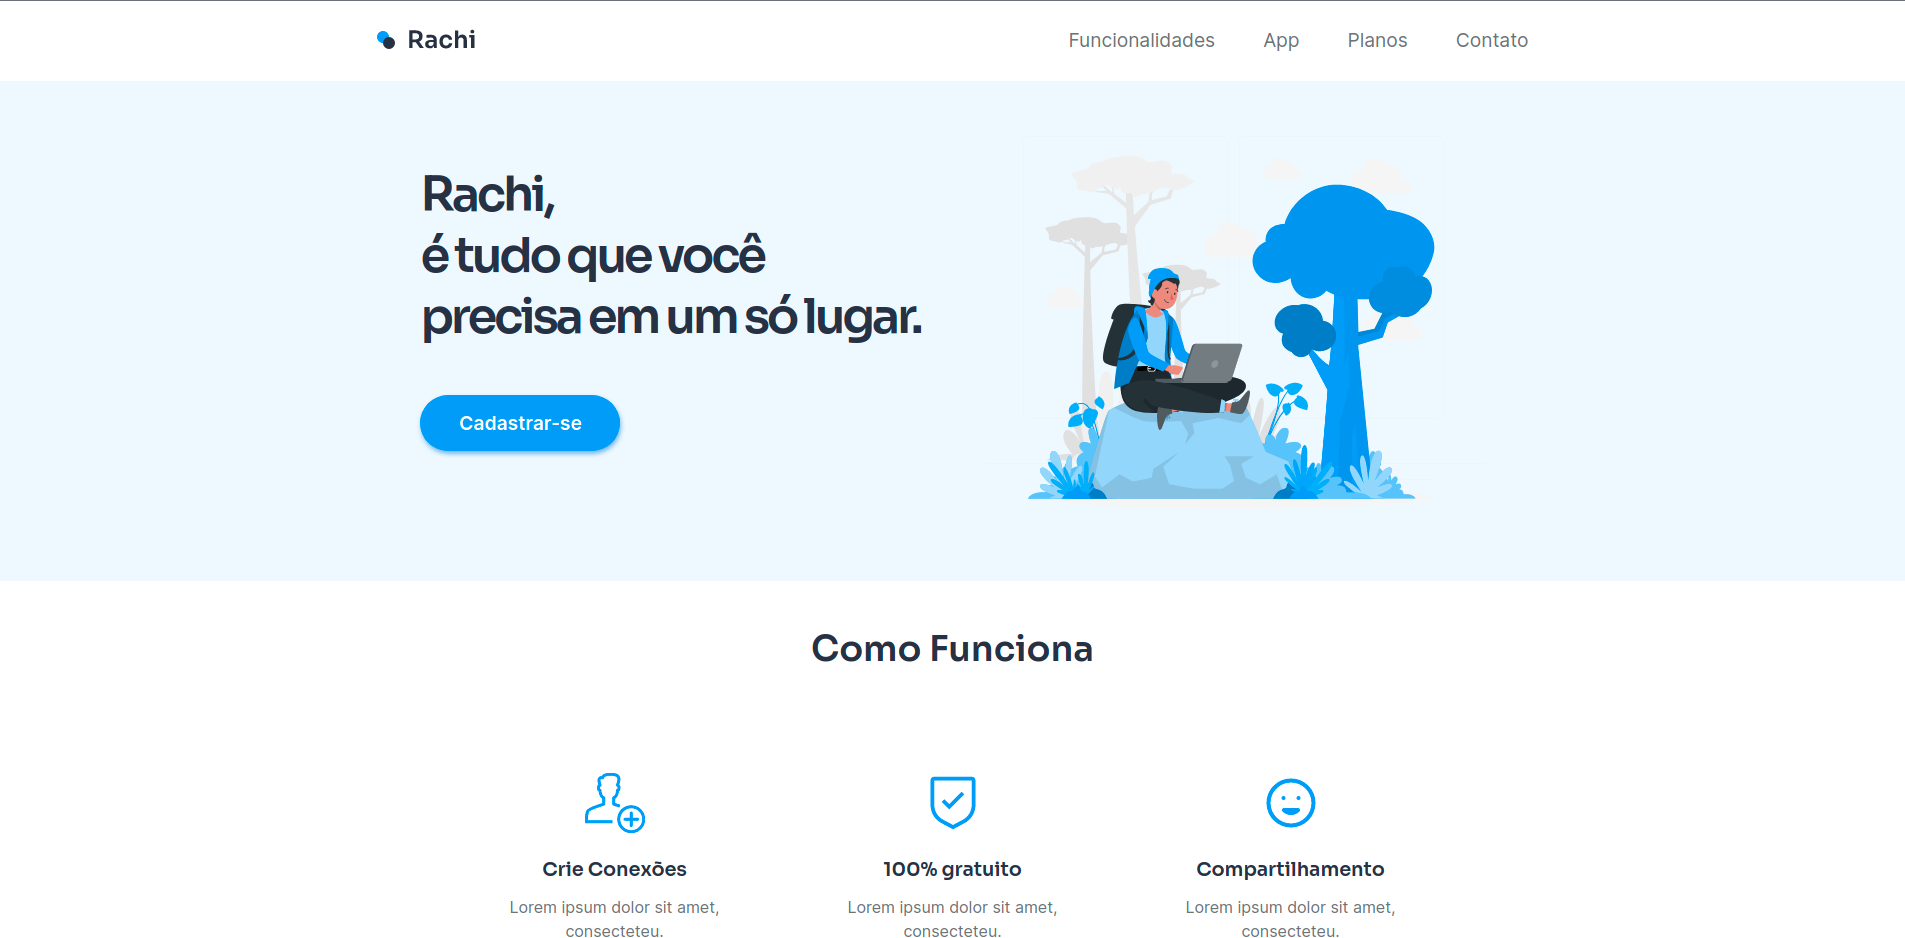 Rachi
Funcionalidades App Planos Contato
Rachi,
é tudo que você
precisa em um só lugar.
Cadastrar-se
Como Funciona
Crie Conexões
Lorem ipsum dolor sit amet,
consecteteu.
100% gratuito
Lorem ipsum dolor sit amet,
consecteteu.
Compartilhamento
Lorem ipsum dolor sit amet,
consecteteu.